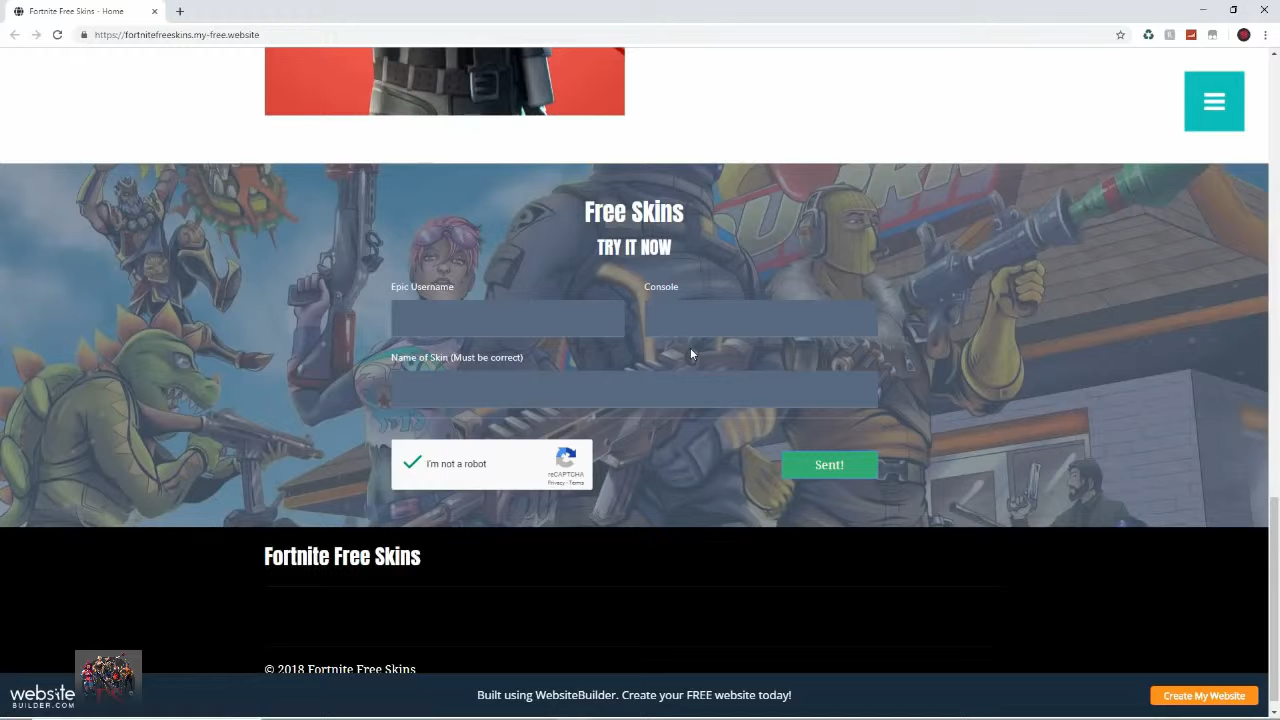 Fortnite Free Skins - Home
https://fortnitefreeskins.my-free.website
Free Skins
TRY IT NOW
Epic Username
Console
Name of Skin (Must be correct)
I'm not a robot
reCAPTCHA
Privacy - Terms
Sent!
Fortnite Free Skins
© 2018 Fortnite Free Skins
website
BUILDER.COM
Built using WebsiteBuilder. Create your FREE website today!
Create My Website